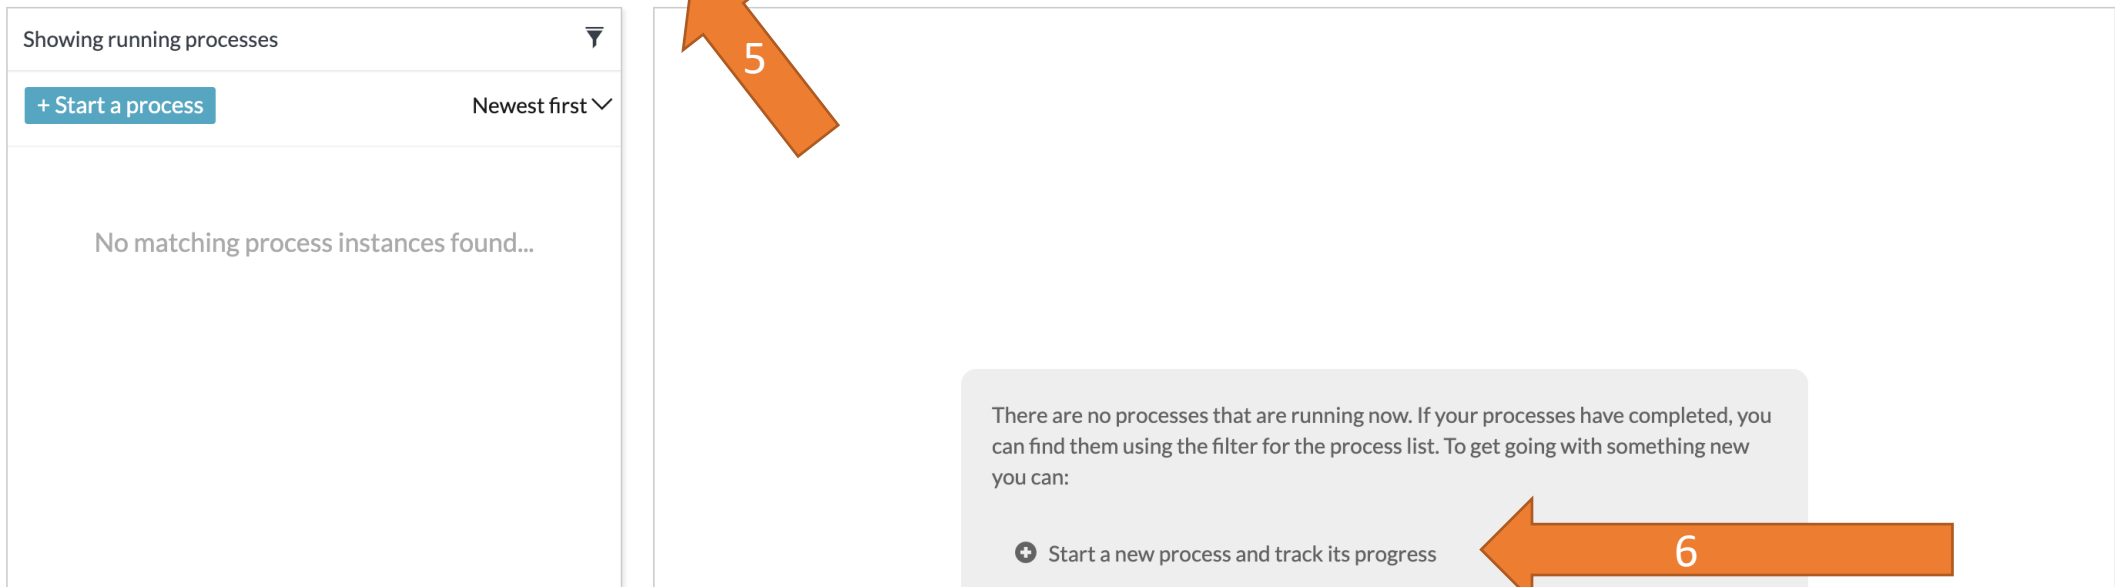 Showing running processes
+ Start a process
Newest first
No matching process instances found...
5
There are no processes that are running now. If your processes have completed, you
can find them using the filter for the process list. To get going with something new
you can:
Start a new process and track its progress
6